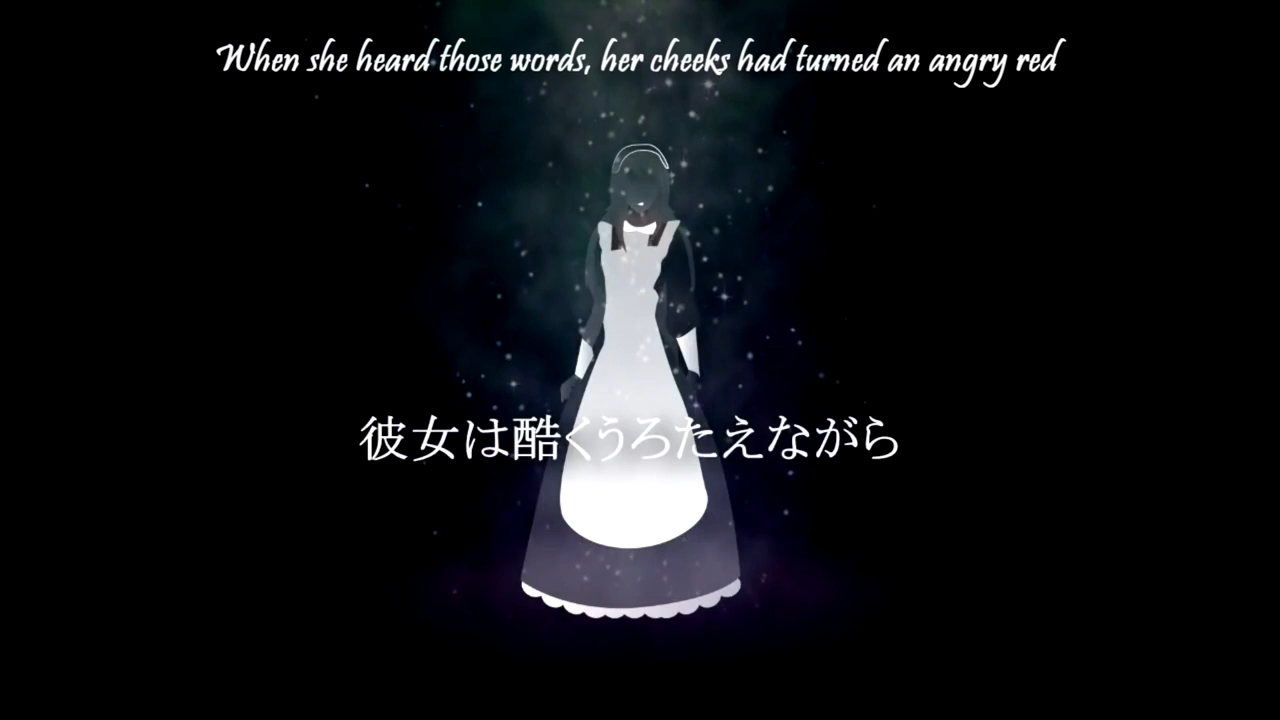 When she heard those words, her cheeks had turned an angry red
彼女は酷くうろたえながら